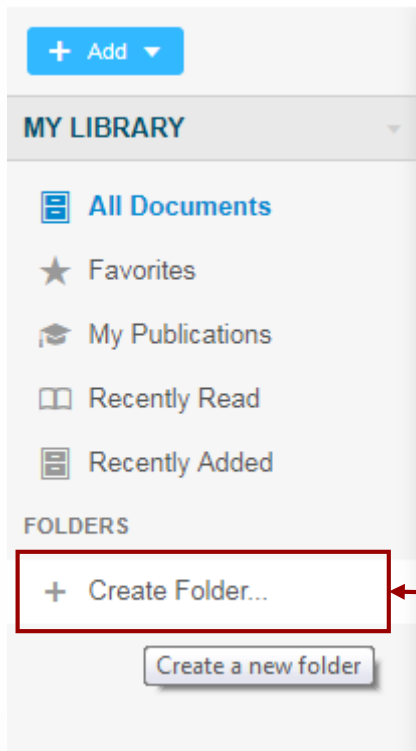 + Add
MY LIBRARY
All Documents
Favorites
My Publications
Recently Read
Recently Added
FOLDERS
+ Create Folder...
Create a new folder